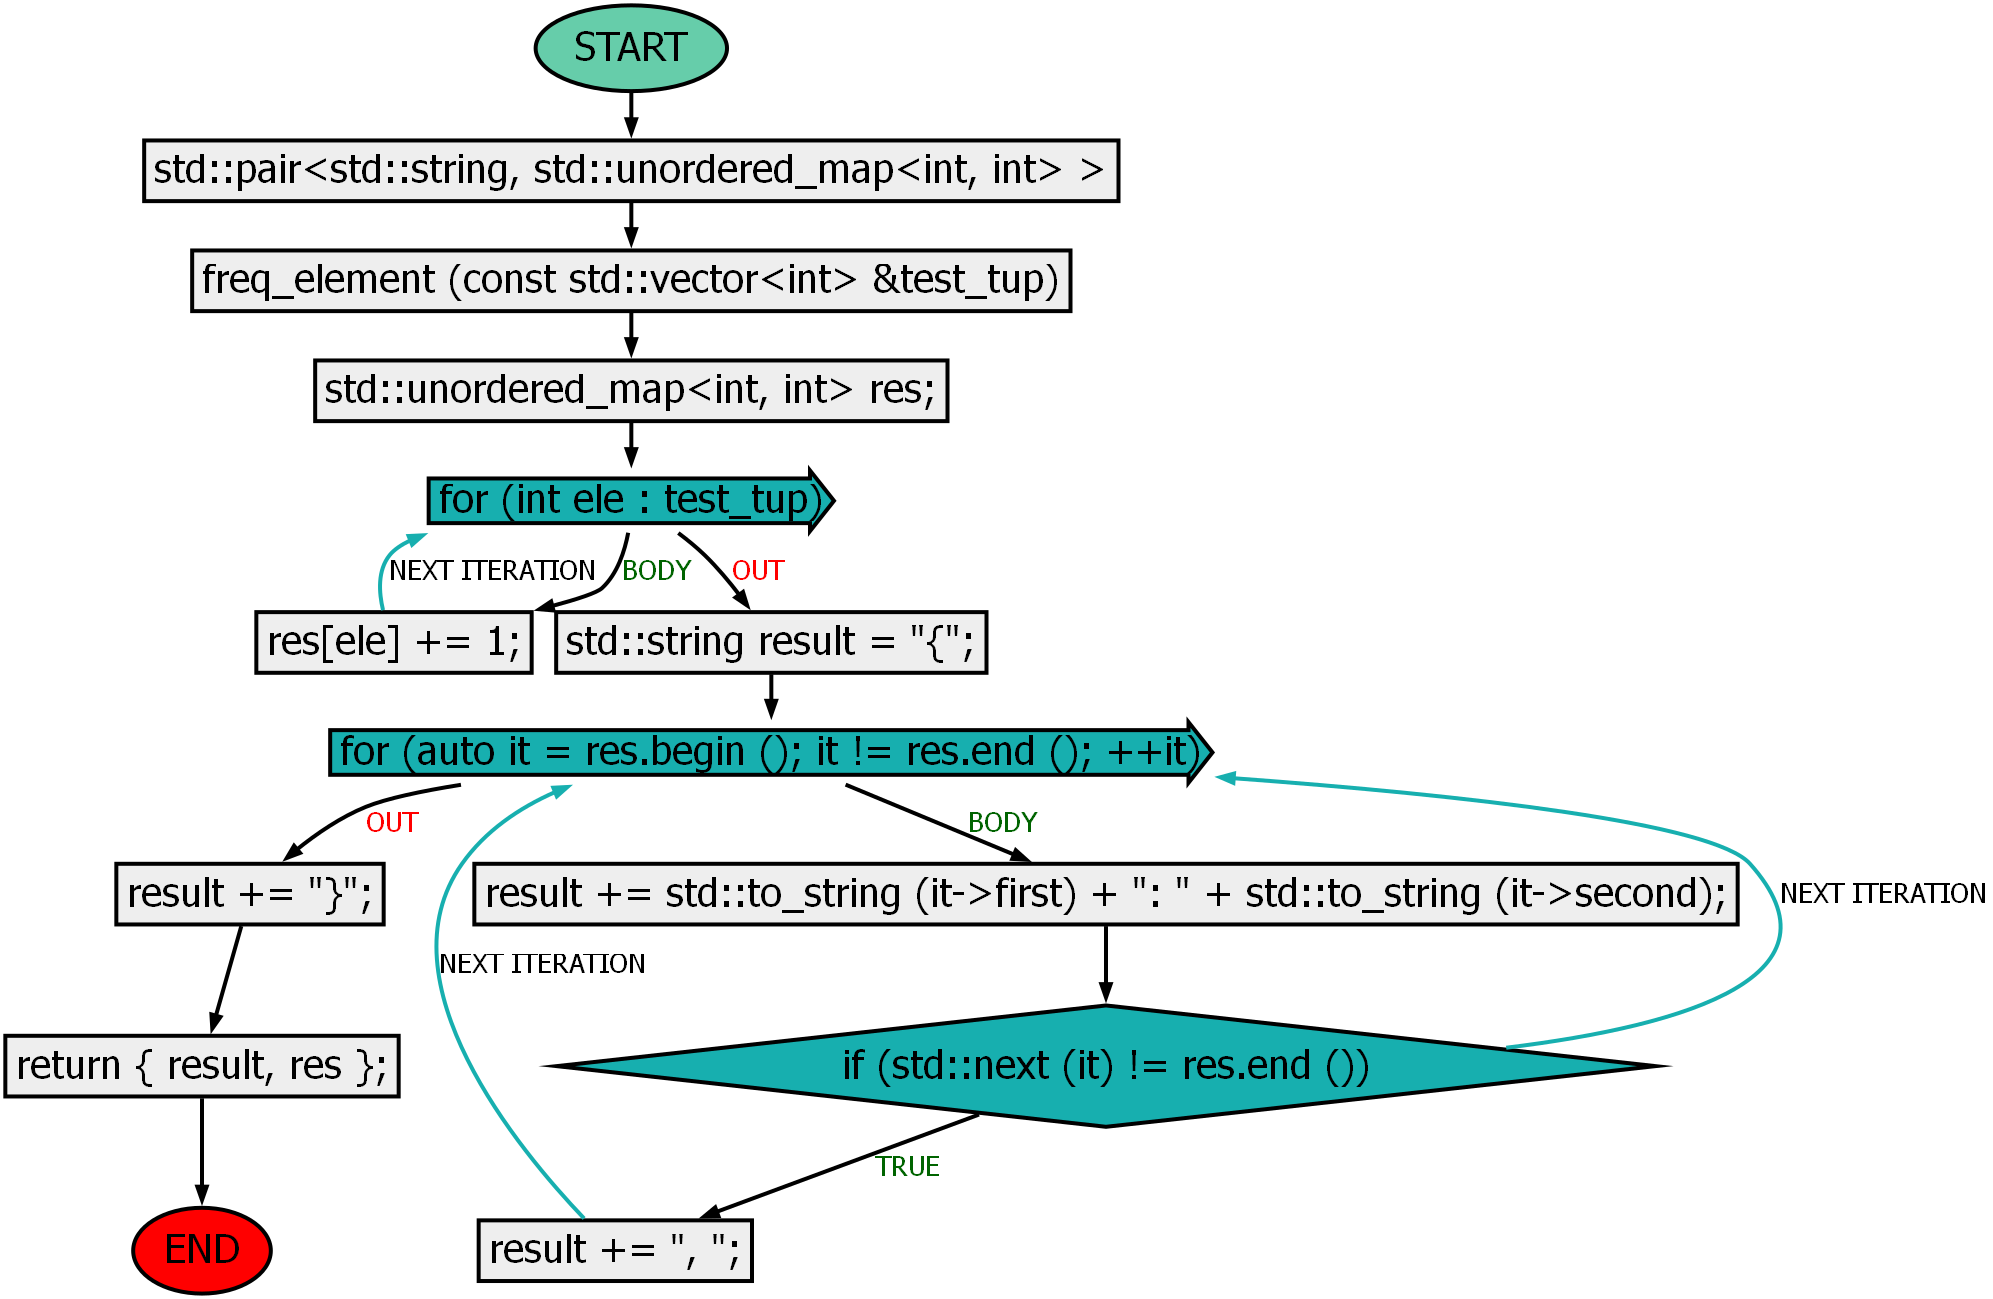 START
std::pair<std::string, std::unordered_map<int, int> >
freq_element (const std::vector<int> &test_tup)
std::unordered_map<int, int> res;
for (int ele : test_tup)
NEXT ITERATION
BODY
OUT
res[ele] += 1;
std::string result = "{";
for (auto it = res.begin (); it != res.end (); ++it)
OUT
BODY
result += "}";
result += std::to_string (it->first) + ": " + std::to_string (it->second);
NEXT ITERATION
NEXT ITERATION
return { result, res };
if (std::next (it) != res.end ())
TRUE
END
result += ", ";